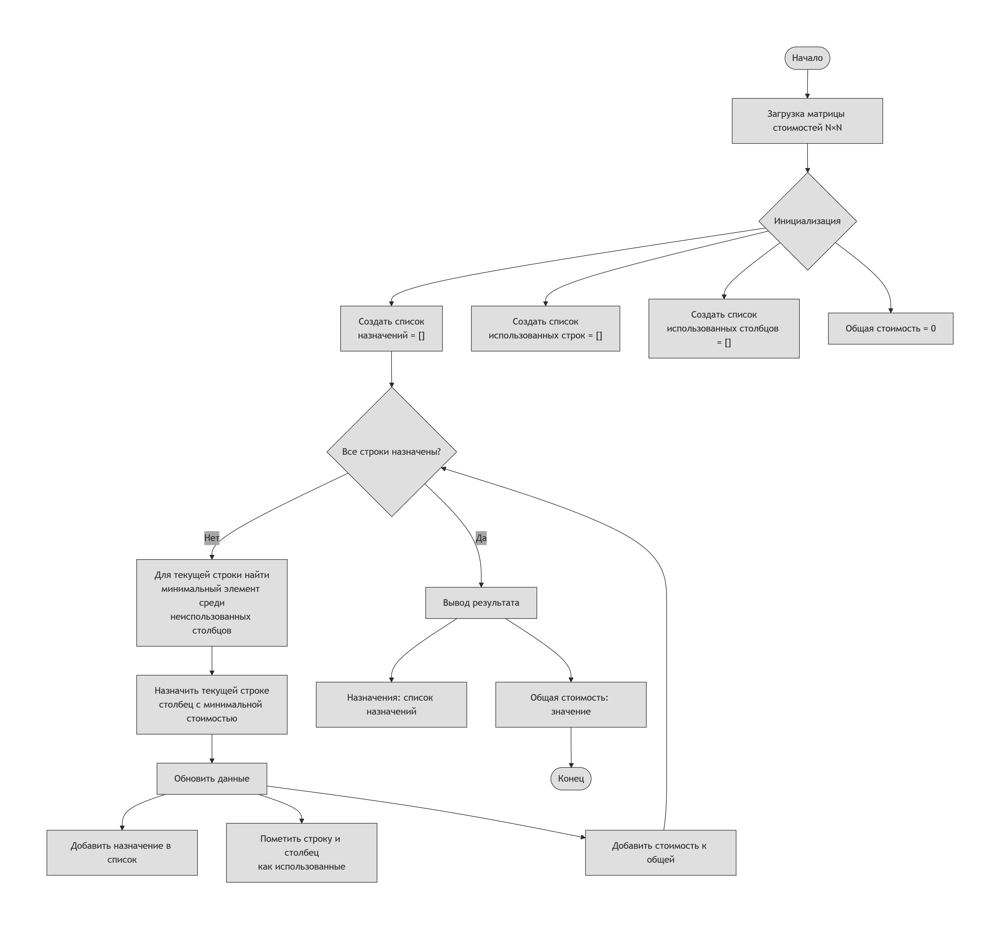 Начало
Загрузка матрицы
стоимостей N×N
Инициализация
Создать список
назначений = []
Создать список
использованных строк = []
Создать список
использованных столбцов
= []
Общая стоимость = 0
Все строки назначены?
Нет
Да
Для текущей строки найти
минимальный элемент
среди
неиспользованных
столбцов
Вывод результата
Назначить текущей строке
столбец с минимальной
стоимостью
Назначения: список
назначений
Общая стоимость:
значение
Обновить данные
Конец
Добавить назначение в
список
Пометить строку и
столбец
как использованные
Добавить стоимость к
общей